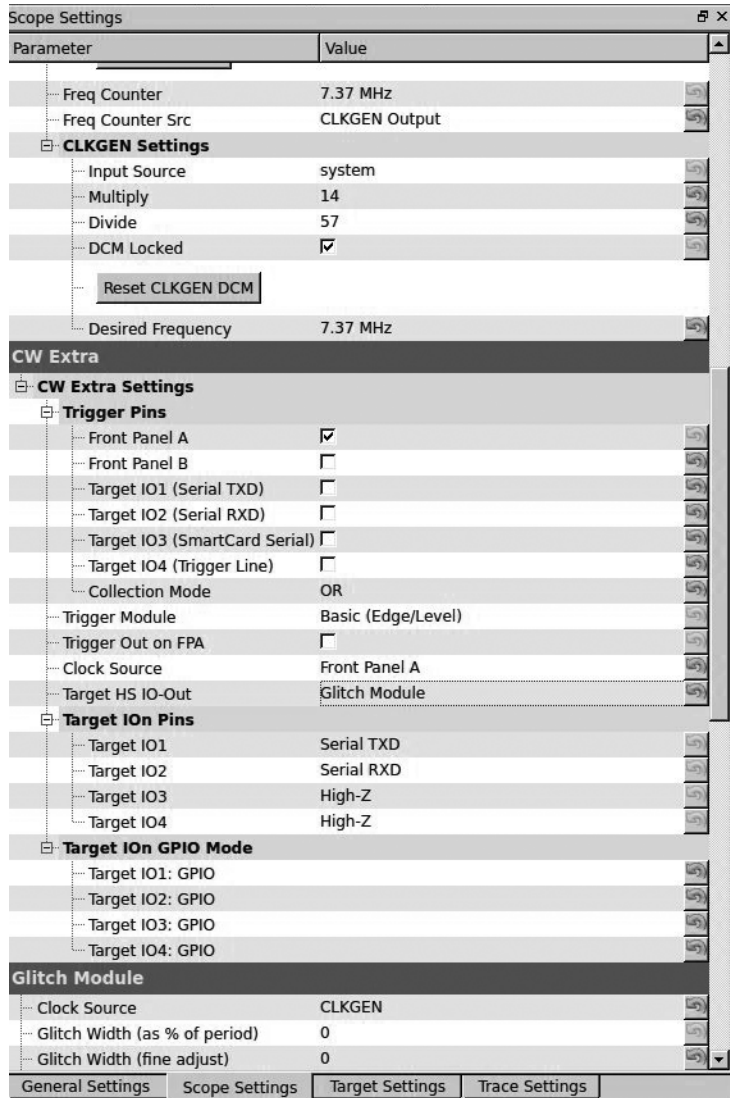 Scope Settings
Parameter Value
Freq Counter 7.37 MHz
Freq Counter Src CLKGEN Output
CLKGEN Settings
Input Source system
Multiply 14
Divide 57
DCM Locked
Reset CLKGEN DCM
Desired Frequency 7.37 MHz
CW Extra
CW Extra Settings
Trigger Pins
Front Panel A
Front Panel B
Target IO1 (Serial TXD)
Target IO2 (Serial RXD)
Target IO3 (SmartCard Serial)
Target IO4 (Trigger Line)
Collection Mode OR
Trigger Module Basic (Edge/Level)
Trigger Out on FPA
Clock Source Front Panel A
Target HS IO-Out Glitch Module
Target IOn Pins
Target IO1 Serial TXD
Target IO2 Serial RXD
Target IO3 High-Z
Target IO4 High-Z
Target IOn GPIO Mode
Target IO1: GPIO
Target IO2: GPIO
Target IO3: GPIO
Target IO4: GPIO
Glitch Module
Clock Source CLKGEN
Glitch Width (as % of period) 0
Glitch Width (fine adjust) 0
General Settings Scope Settings Target Settings Trace Settings